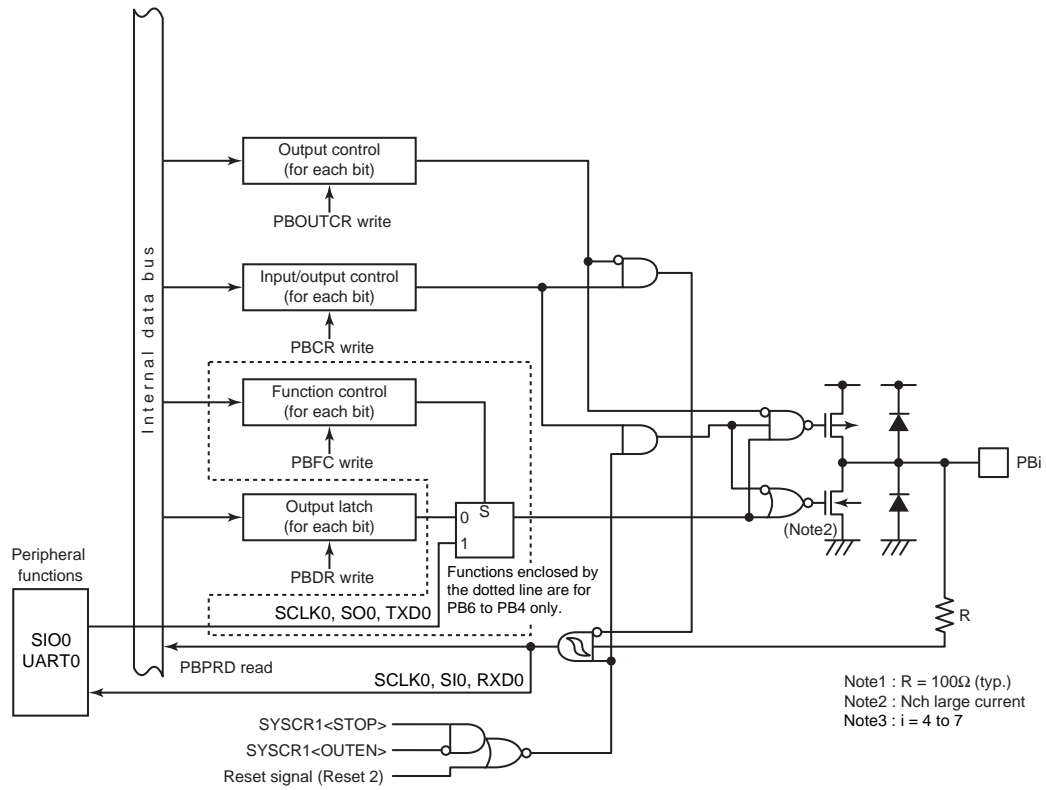 Output control
(for each bit)
PBOUTCR write
Internal data bus
Input/output control
(for each bit)
PBCR write
Function control
(for each bit)
PBFC write
Output latch
(for each bit)
PBDR write
0
S
1
(Note2)
PBi
Functions enclosed by
the dotted line are for
PB6 to PB4 only.
Peripheral
functions
SIO0
UART0
SCLK0, SO0, TXD0
PBPRD read
SCLK0, SI0, RXD0
R
SYSCR1<STOP>
SYSCR1<OUTEN>
Reset signal (Reset 2)
Note1 : R = 100Ω (typ.)
Note2 : Nch large current
Note3 : i = 4 to 7